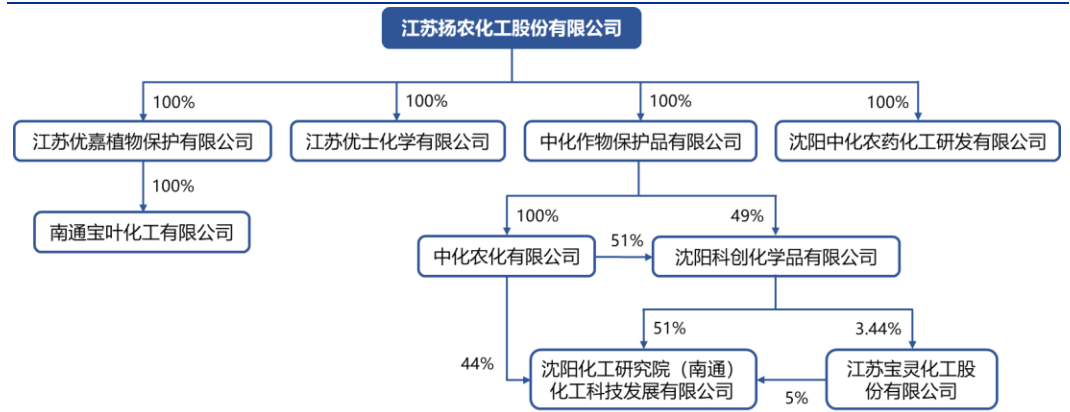 江苏扬农化工股份有限公司
100%
100%
100%
100%
江苏优嘉植物保护有限公司
江苏优士化学有限公司
中化作物保护品有限公司
沈阳中化农药化工研发有限公司
100%
南通宝叶化工有限公司
100%
49%
中化农化有限公司
51%
沈阳科创化学品有限公司
51%
3.44%
44%
沈阳化工研究院（南通）
化工科技发展有限公司
5%
江苏宝灵化工股
份有限公司